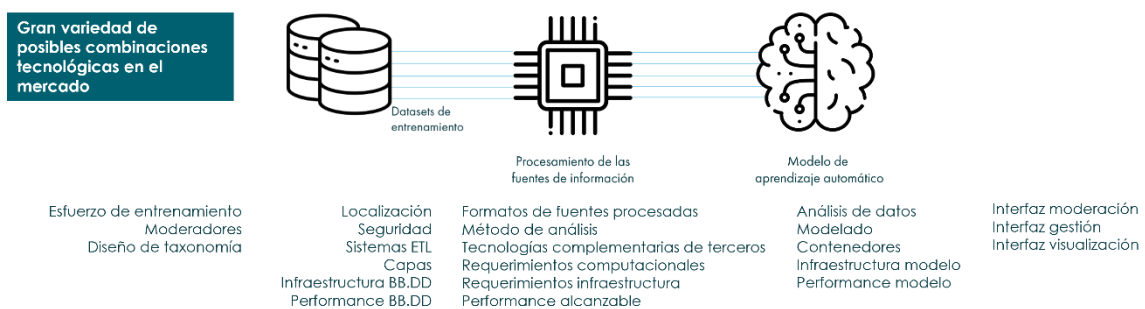 Gran variedad de
posibles combinaciones
tecnológicas en el
mercado
Datasets de
entrenamiento
Procesamiento de las
fuentes de información
Modelo de
aprendizaje automático
Esfuerzo de entrenamiento
Moderadores
Diseño de taxonomía
Localización
Seguridad
Sistemas ETL
Capas
Infraestructura BB.DD
Performance BB.DD
Formatos de fuentes procesadas
Método de análisis
Tecnologías complementarias de terceros
Requerimientos computacionales
Requerimientos infraestructura
Performance alcanzable
Análisis de datos
Modelado
Contenedores
Infraestructura modelo
Performance modelo
Interfaz moderación
Interfaz gestión
Interfaz visualización